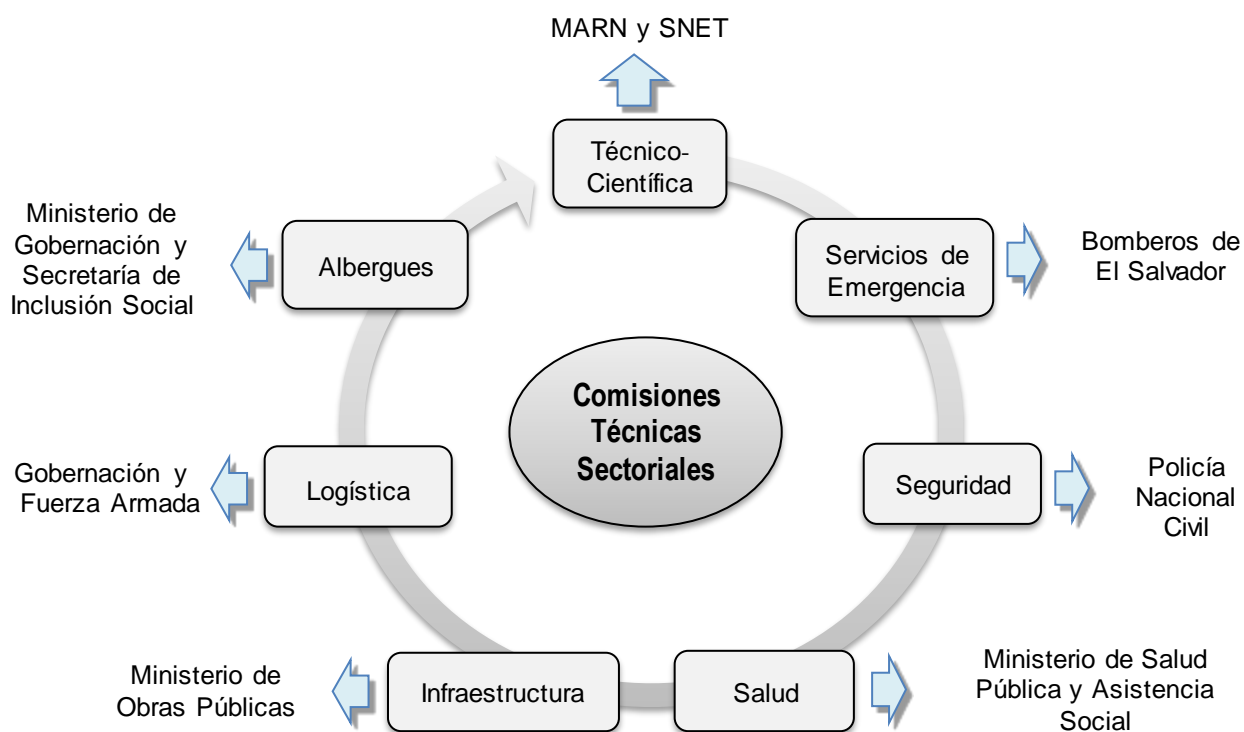 MARN y SNET
Técnico-
Científica
Servicios de
Emergencia
Bomberos de
El Salvador
Seguridad
Policía
Nacional
Civil
Salud
Ministerio de Salud
Pública y Asistencia
Social
Infraestructura
Ministerio de
Obras Públicas
Logística
Gobernación y
Fuerza Armada
Albergues
Ministerio de
Gobernación y
Secretaría de
Inclusión Social
Comisiones
Técnicas
Sectoriales